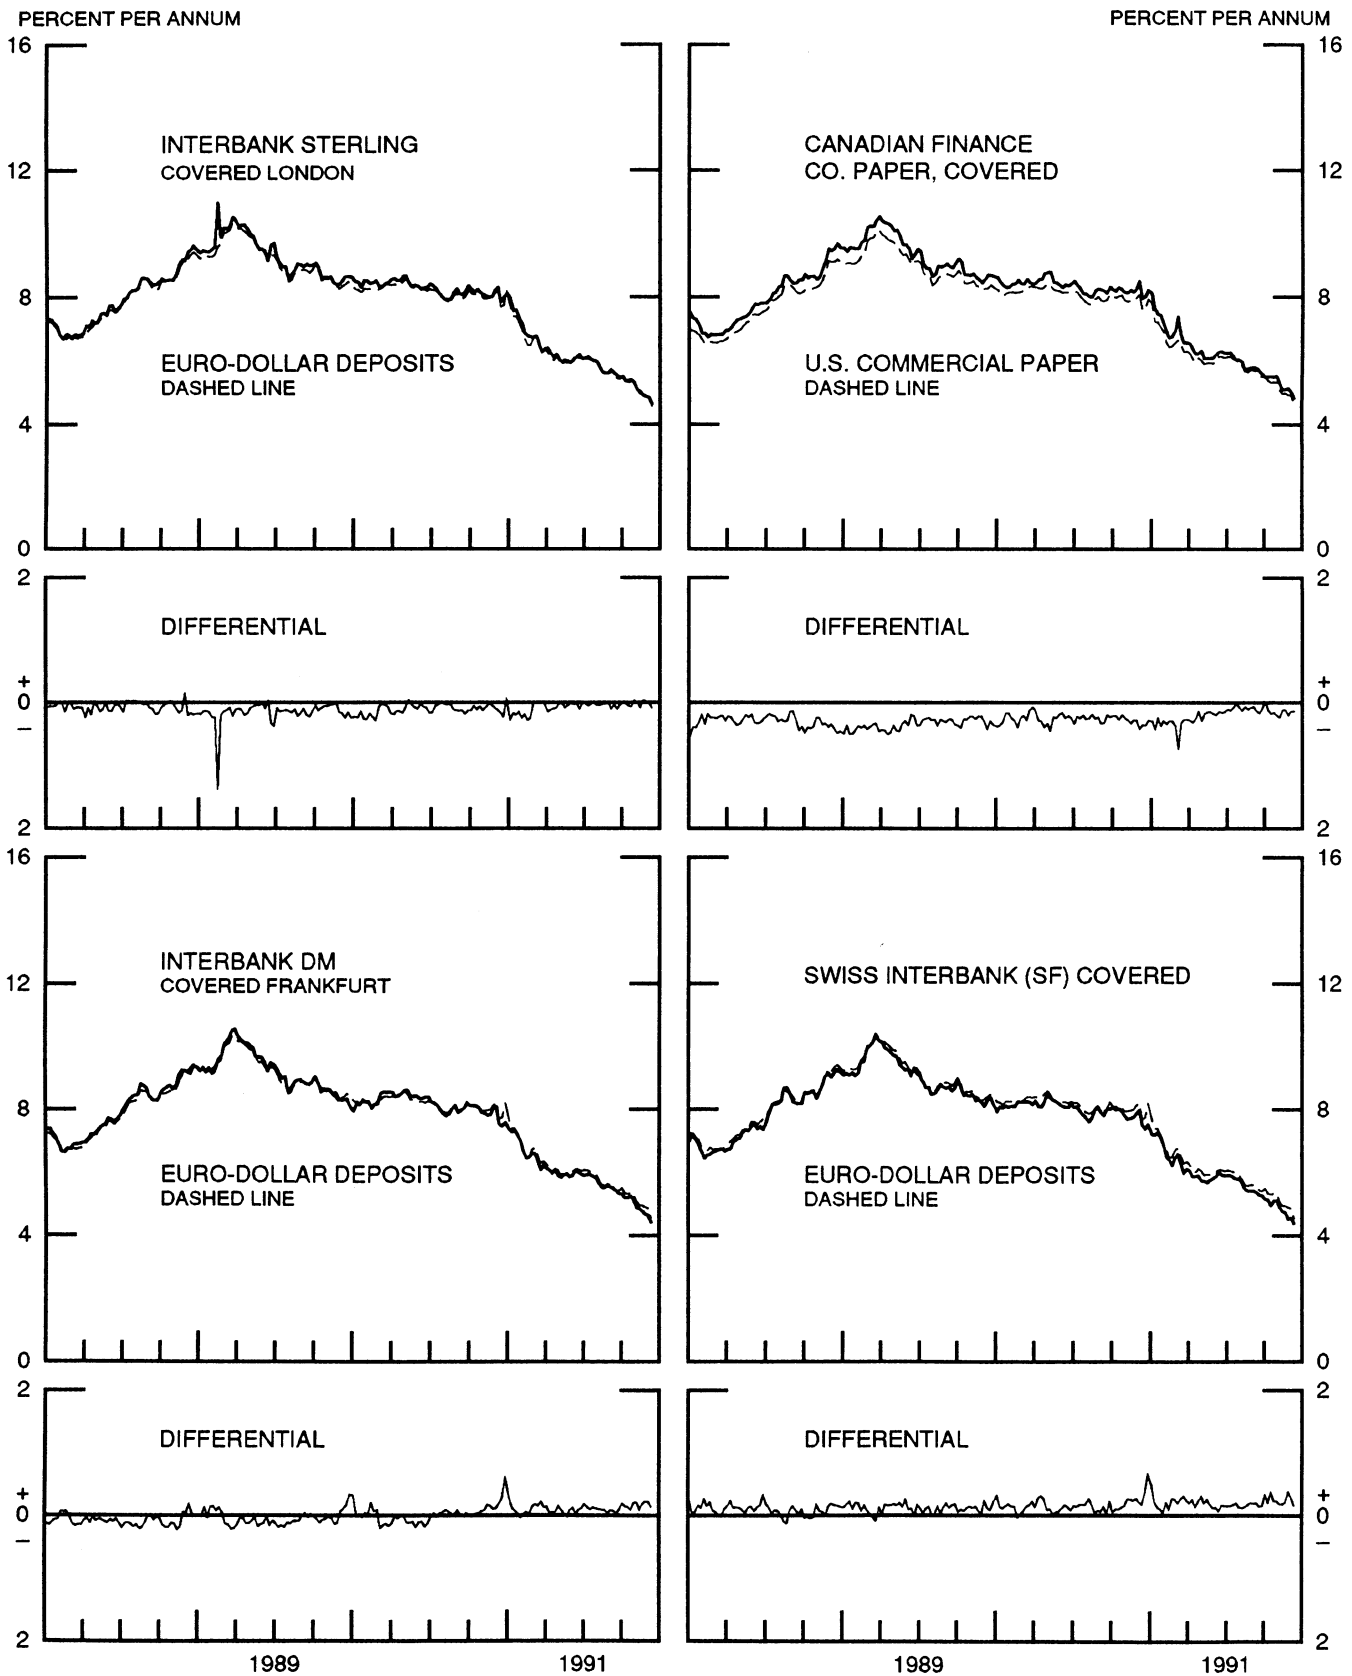 PERCENT PER ANNUM
PERCENT PER ANNUM
16
16
INTERBANK STERLING
COVERED LONDON
CANADIAN FINANCE
CO. PAPER, COVERED
12
12
8
8
EURO-DOLLAR DEPOSITS
DASHED LINE
U.S. COMMERCIAL PAPER
DASHED LINE
4
4
0
0
2
2
DIFFERENTIAL
DIFFERENTIAL
+
+
0
0
–
–
2
2
16
16
INTERBANK DM
COVERED FRANKFURT
SWISS INTERBANK (SF) COVERED
12
12
8
8
EURO-DOLLAR DEPOSITS
DASHED LINE
EURO-DOLLAR DEPOSITS
DASHED LINE
4
4
0
0
2
2
DIFFERENTIAL
DIFFERENTIAL
+
+
0
0
–
–
2
2
1989
1991
1989
1991